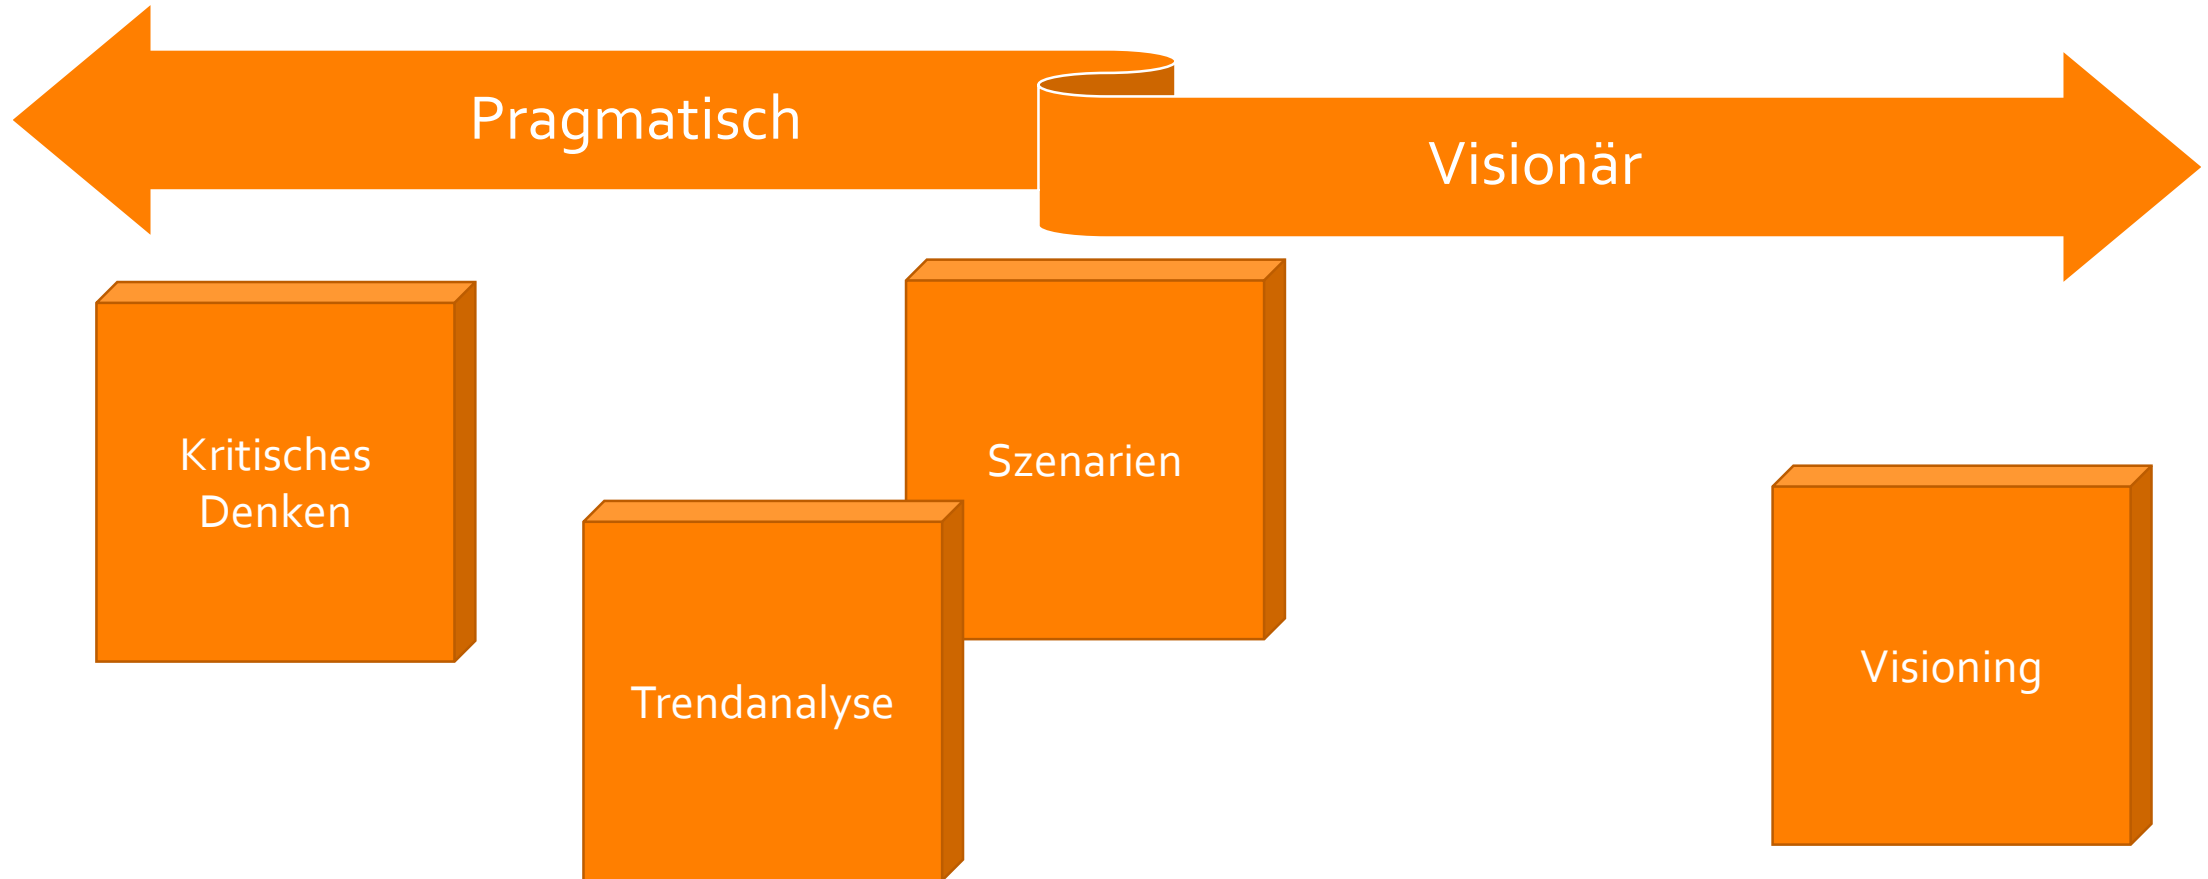 Pragmatisch
Visionär
Kritisches
Denken
Szenarien
Trendanalyse
Visioning